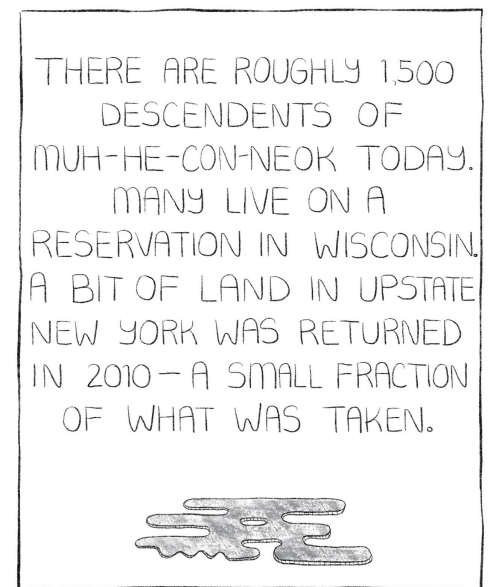 THERE ARE ROUGHLY 1,500
DESCENDENTS OF
MUH-HE-CON-NEOK TODAY.
MANY LIVE ON A
RESERVATION IN WISCONSIN.
A BIT OF LAND IN UPSTATE
NEW YORK WAS RETURNED
IN 2010 — A SMALL FRACTION
OF WHAT WAS TAKEN.